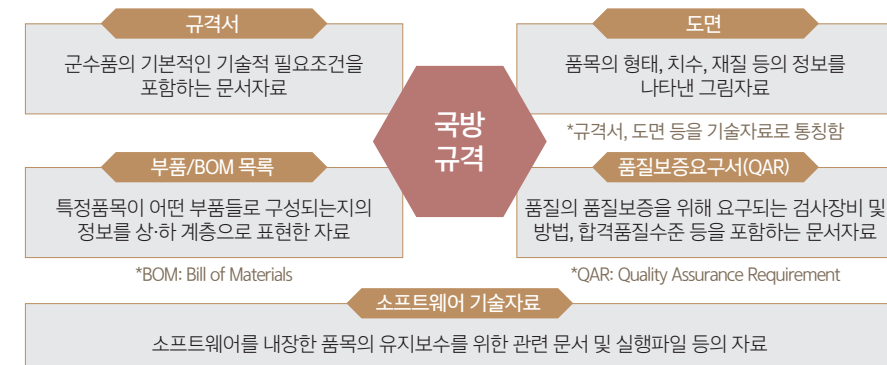 규격서
군수품의 기본적인 기술적 필요조건을
포함하는 문서자료
도면
품목의 형태, 치수, 재질 등의 정보를
나타낸 그림자료
*규격서, 도면 등을 기술자료로 통칭함
국방
규격
부품/BOM 목록
특정품목이 어떤 부품들로 구성되는지의
정보를 상·하 계층으로 표현한 자료
*BOM: Bill of Materials
품질보증요구서(QAR)
품질의 품질보증을 위해 요구되는 검사장비 및
방법, 합격품질수준 등을 포함하는 문서자료
*QAR: Quality Assurance Requirement
소프트웨어 기술자료
소프트웨어를 내장한 품목의 유지보수를 위한 관련 문서 및 실행파일 등의 자료